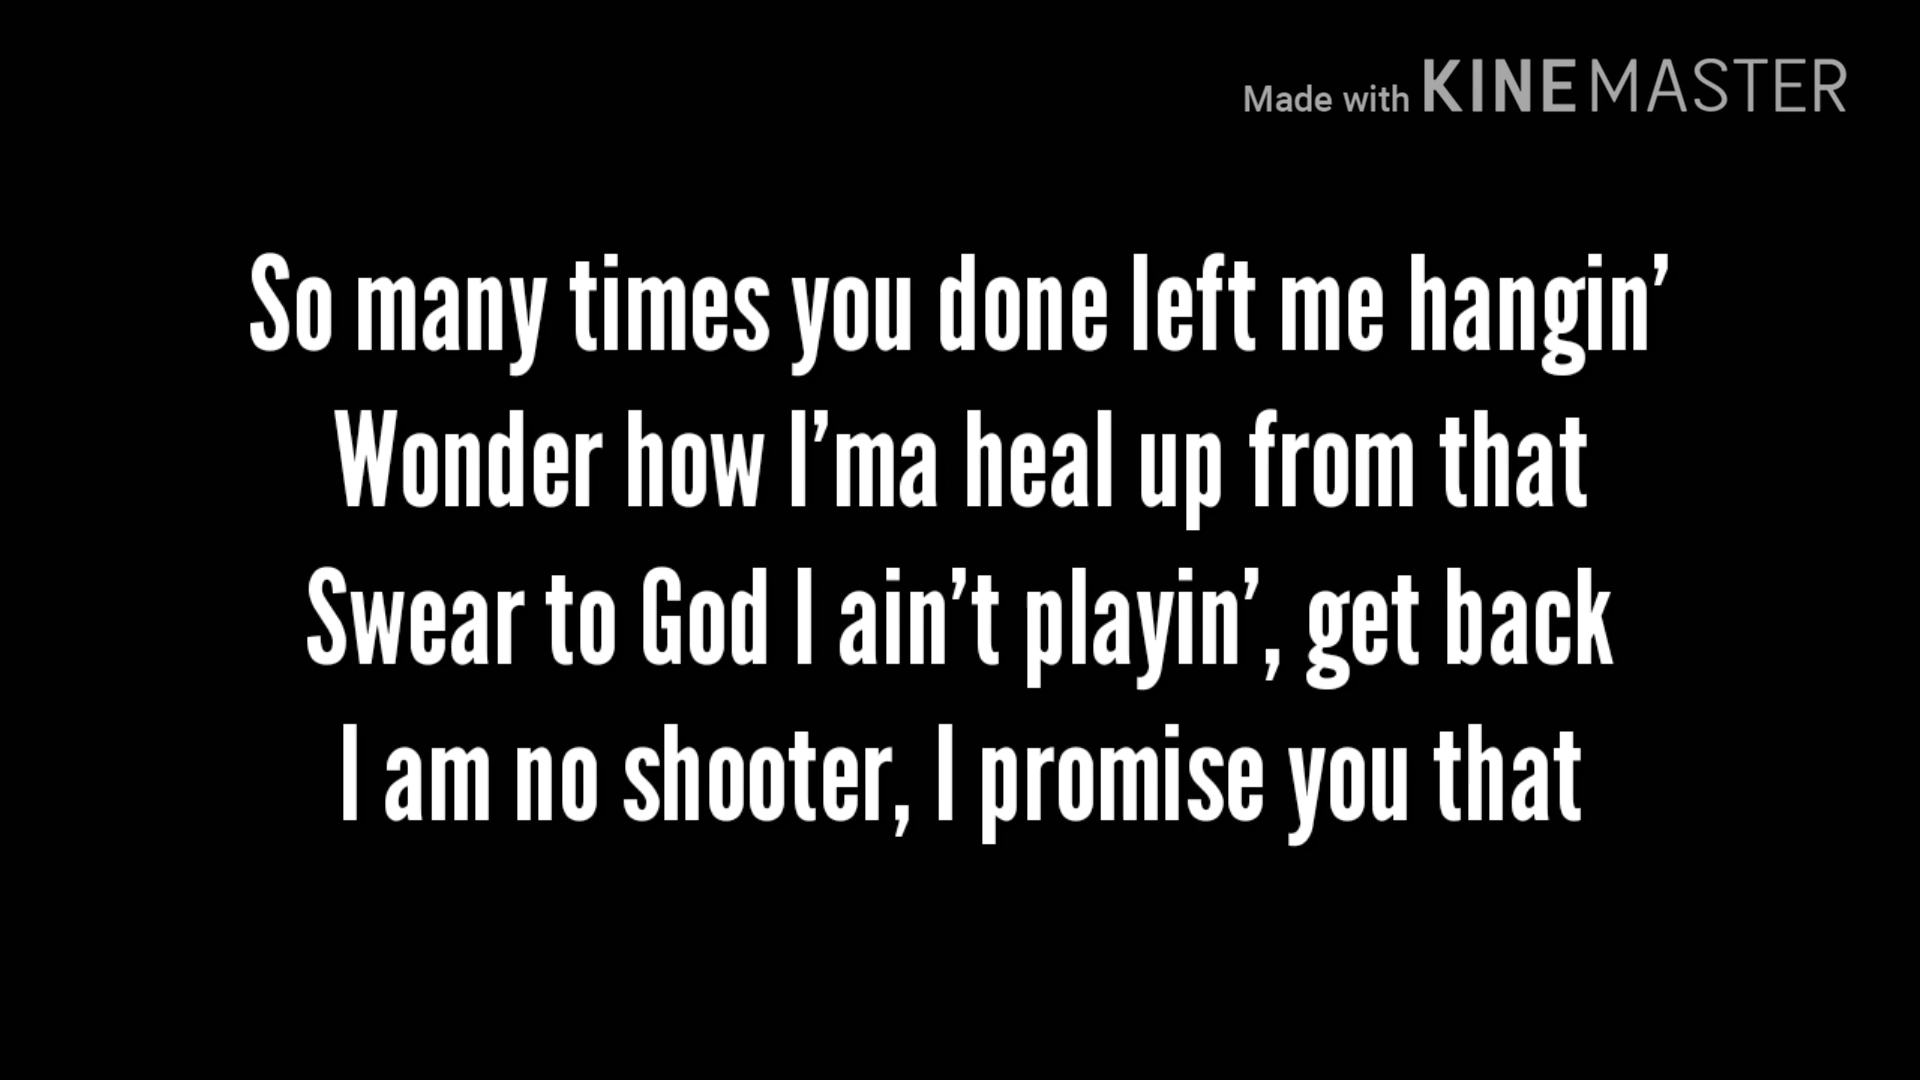 Made with KINEMASTER
So many times you done left me hangin’
Wonder how I’ma heal up from that
Swear to God I ain’t playin’, get back
I am no shooter, I promise you that